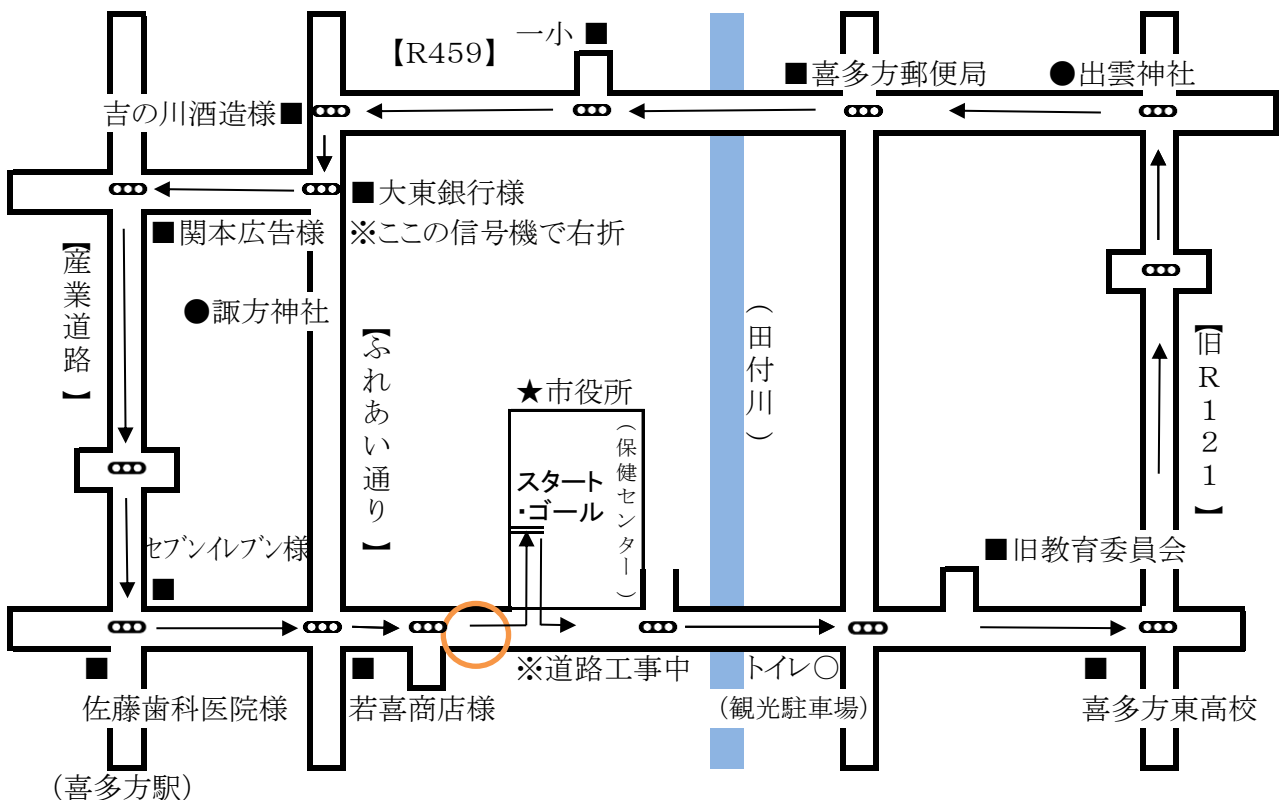 一小 ■
【R459】
■喜多方郵便局
●出雲神社
吉の川酒造様■
■大東銀行様
※ここの信号機で右折
■関本広告様
【産業道路】
●諏方神社
【ふれあい通り】
(田付川)
【旧R121】
★市役所
(保健センター)
スタート
・ゴール
セブンイレブン様
■
■旧教育委員会
■
佐藤歯科医院様
■
若喜商店様
※道路工事中
トイレ○
(観光駐車場)
■
喜多方東高校
(喜多方駅)